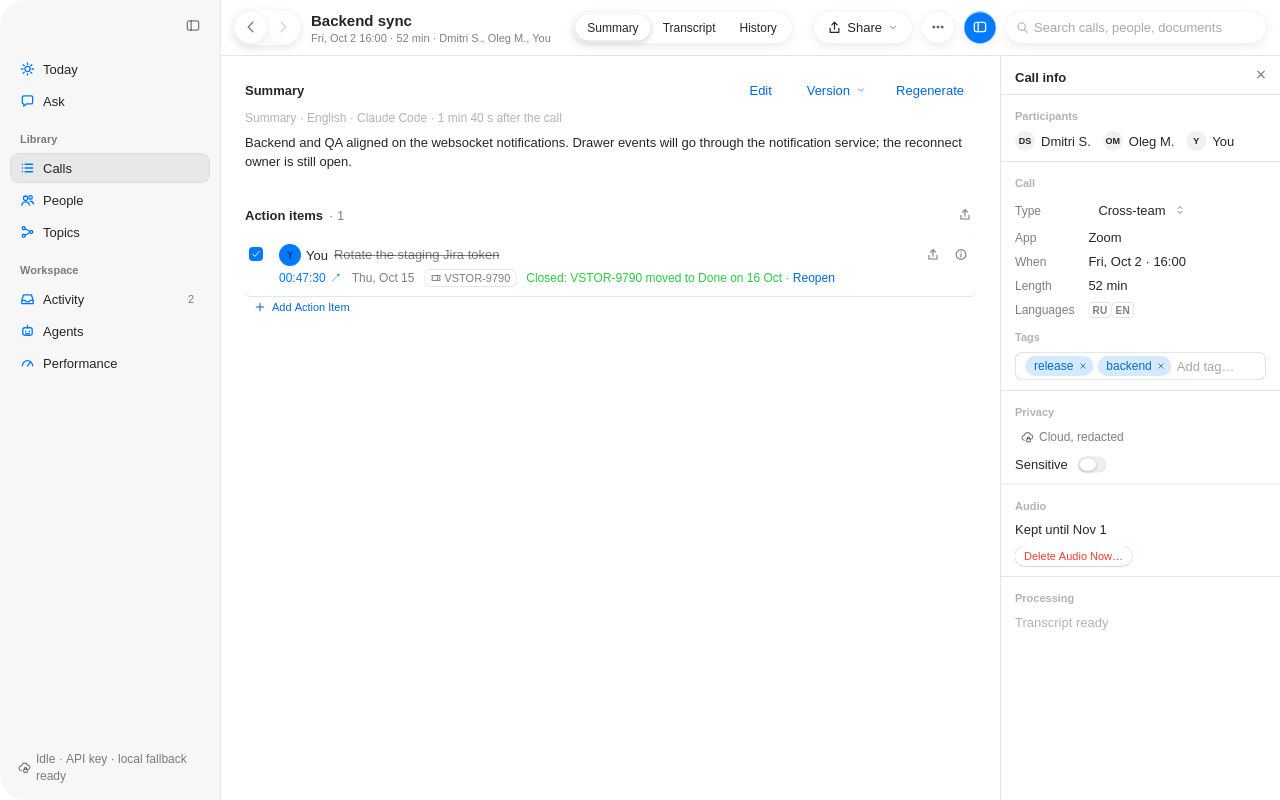 Today
Ask
Library
Calls
People
Topics
Workspace
Activity 2
Agents
Performance
Idle · API key · local fallback
ready
Backend sync
Fri, Oct 2 16:00 · 52 min · Dmitri S., Oleg M., You
Summary Transcript History
Share
Search calls, people, documents
Summary Edit Version Regenerate
Summary · English · Claude Code · 1 min 40 s after the call
Backend and QA aligned on the websocket notifications. Drawer events will go through the notification service; the reconnect
owner is still open.
Action items · 1
Y You Rotate the staging Jira token
00:47:30 Thu, Oct 15 VSTOR-9790 Closed: VSTOR-9790 moved to Done on 16 Oct · Reopen
Add Action Item
Call info
Participants
DS Dmitri S. OM Oleg M. Y You
Call
Type Cross-team
App Zoom
When Fri, Oct 2 · 16:00
Length 52 min
Languages RU EN
Tags
release backend Add tag…
Privacy
Cloud, redacted
Sensitive
Audio
Kept until Nov 1
Delete Audio Now…
Processing
Transcript ready